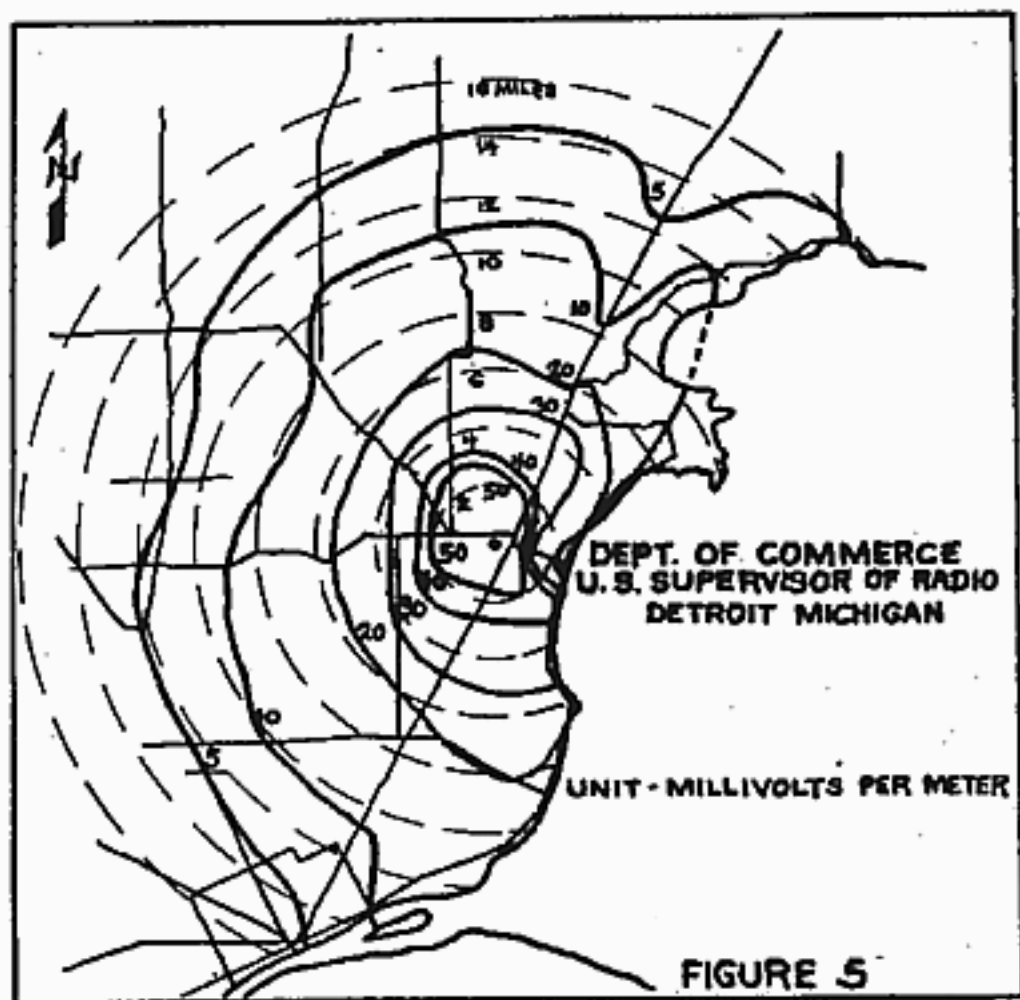 16 MILES
14
N
12
5
10
10
8
6
20
30
4
40
2
50
50
40
30
20
10
5
DEPT. OF COMMERCE
U.S. SUPERVISOR OF RADIO
DETROIT MICHIGAN
UNIT - MILLIVOLTS PER METER
FIGURE 5